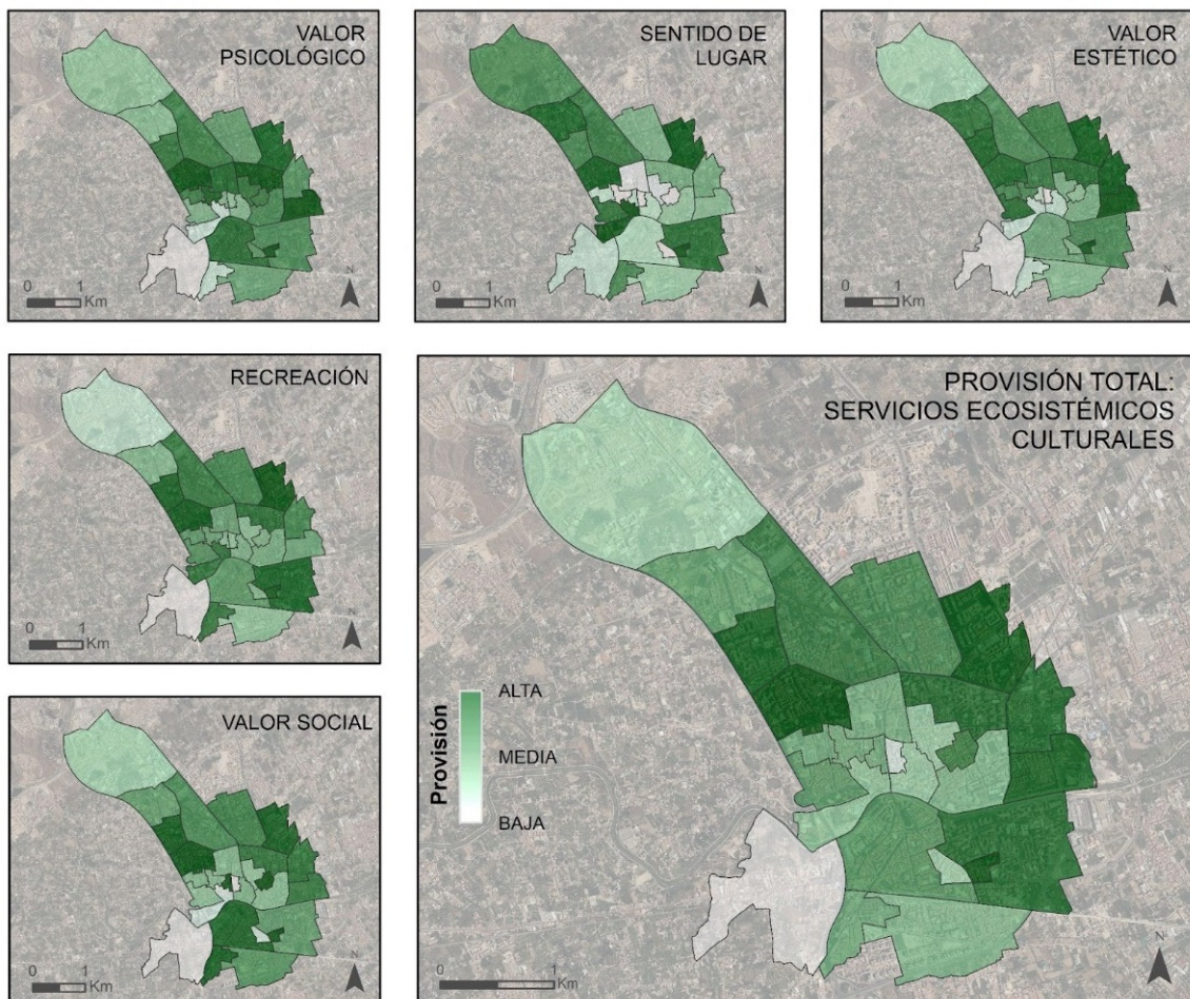 VALOR
PSICOLÓGICO
N
0 1
Km
SENTIDO DE
LUGAR
N
0 1
Km
VALOR
ESTÉTICO
N
0 1
Km
RECREACIÓN
N
0 1
Km
PROVISIÓN TOTAL:
SERVICIOS ECOSISTÉMICOS
CULTURALES
Provisión
ALTA
MEDIA
BAJA
N
0 1
Km
VALOR SOCIAL
N
0 1
Km